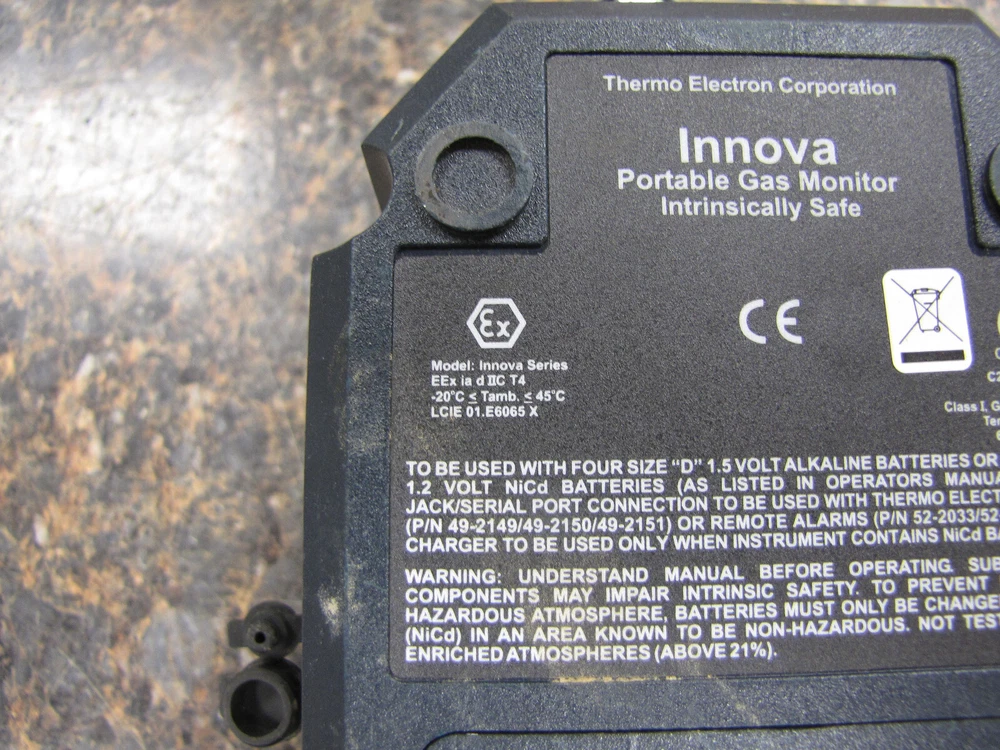 Thermo Electron Corporation
Innova
Portable Gas Monitor
Intrinsically Safe
Ex
CE
Model: Innova Series
EEx ia d IIC T4
-20°C ≤ Tamb. ≤ 45°C
LCIE 01.E6065 X
Class I,
TO BE USED WITH FOUR SIZE "D" 1.5 VOLT ALKALINE BATTERIES OR
1.2 VOLT NiCd BATTERIES (AS LISTED IN OPERATORS
JACK/SERIAL PORT CONNECTION TO BE USED WITH THERMO
(P/N 49-2149/49-2150/49-2151) OR REMOTE ALARMS (P/N 52-2033/52
CHARGER TO BE USED ONLY WHEN INSTRUMENT CONTAINS NiCd
WARNING: UNDERSTAND MANUAL BEFORE OPERATING.
COMPONENTS MAY IMPAIR INTRINSIC SAFETY. TO PREVENT
HAZARDOUS ATMOSPHERE, BATTERIES MUST ONLY BE
(NiCd) IN AN AREA KNOWN TO BE NON-HAZARDOUS. NOT
ENRICHED ATMOSPHERES (ABOVE 21%).